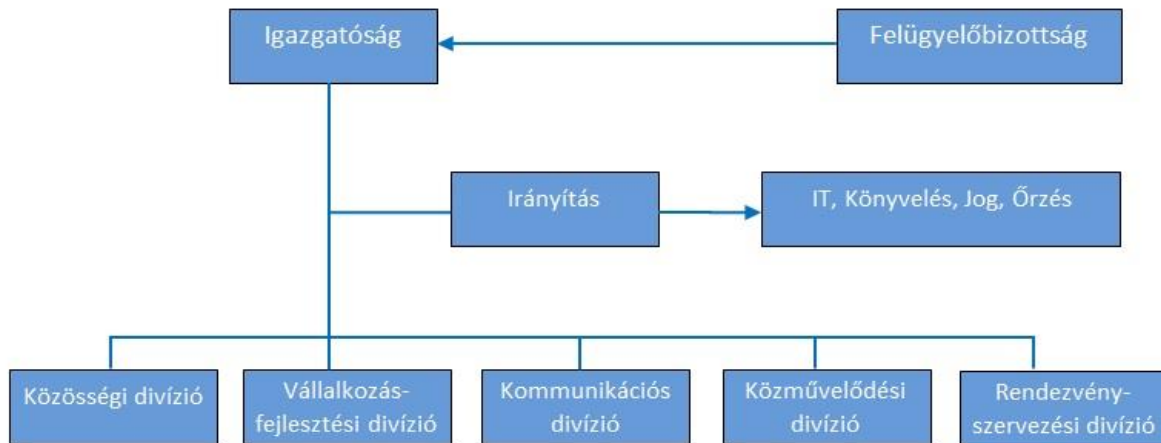 Igazgatóság
Felügyelőbizottság
Irányítás
IT, Könyvelés, Jog, Őrzés
Közösségi divízió
Vállalkozás-
fejlesztési divízió
Kommunikációs
divízió
Közművelődési
divízió
Rendezvény-
szervezési divízió